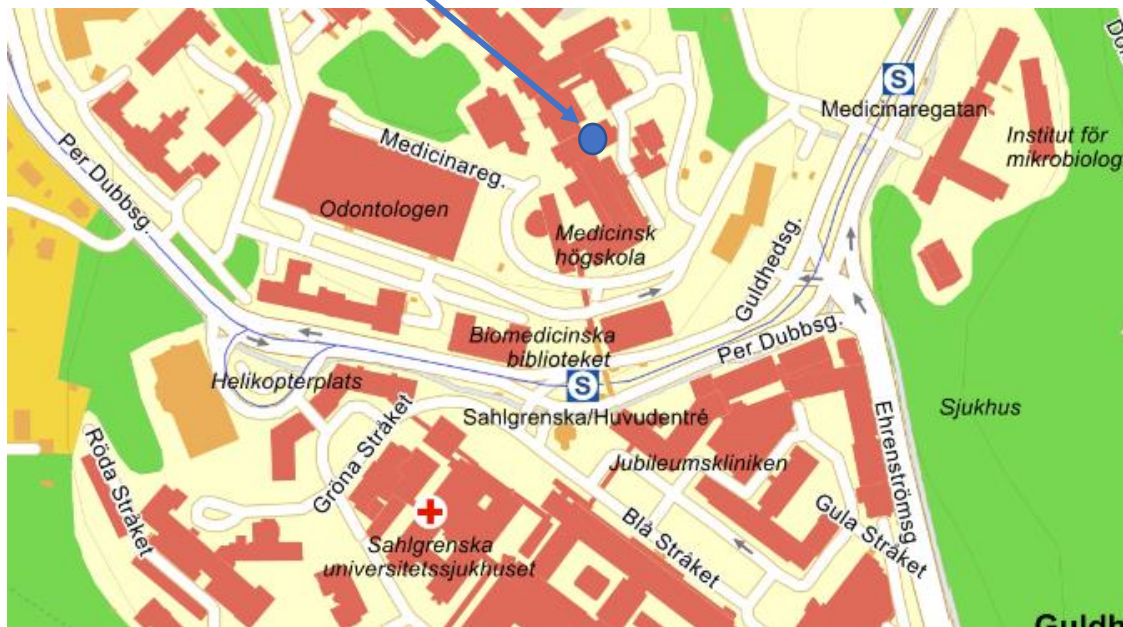 S
Medicinaregatan
Institut för
mikrobiolog
Per Dubbsg.
Medicinareg.
Odontologen
Medicinsk
högskola
Guldhedsg.
Biomedicinska
biblioteket
Per Dubbsg.
Helikopterplats
S
Sahlgrenska/Huvudentré
Sjukhus
Röda Stråket
Gröna Stråket
Jubileumskliniken
Ehrenströmsg
Blå Stråket
Gula Stråket
Sahlgrenska
universitetssjukhuset